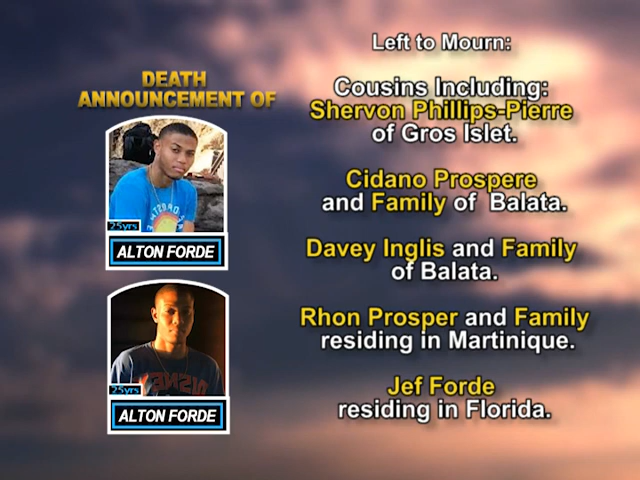 DEATH
ANNOUNCEMENT OF
25yrs
ALTON FORDE
25yrs
ALTON FORDE
Left to Mourn:
Cousins Including:
Shervon Phillips-Pierre
of Gros Islet.
Cidano Prospere
and Family of Balata.
Davey Inglis and Family
of Balata.
Rhon Prosper and Family
residing in Martinique.
Jef Forde
residing in Florida.